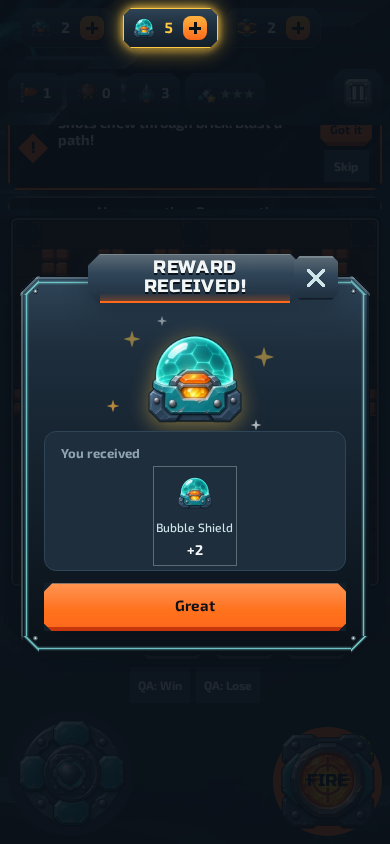 2
5
2
1
0
3
Shots chew through brick. Blast a
path!
Got it
Skip
REWARD
RECEIVED!
You received
Bubble Shield
+2
Great
QA: Win
QA: Lose
FIRE